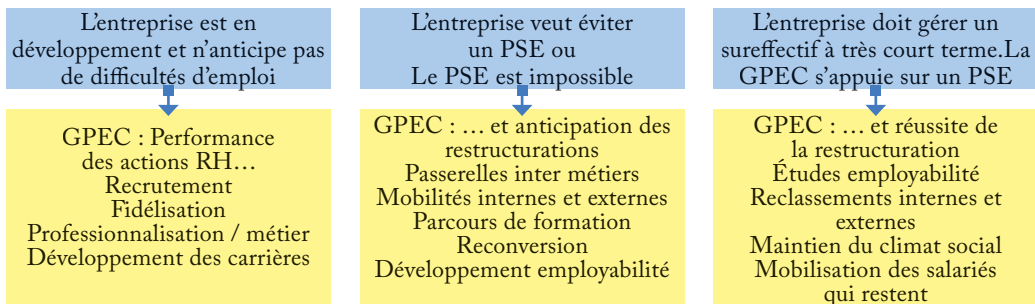 L'entreprise est en
développement et n'anticipe pas
de difficultés d'emploi
GPEC : Performance
des actions RH…
Recrutement
Fidélisation
Professionnalisation / métier
Développement des carrières
L'entreprise veut éviter
un PSE ou
Le PSE est impossible
GPEC : … et anticipation des
restructurations
Passerelles inter métiers
Mobilités internes et externes
Parcours de formation
Reconversion
Développement employabilité
L'entreprise doit gérer un
sureffectif à très court terme.La
GPEC s'appuie sur un PSE
GPEC : … et réussite de
la restructuration
Études employabilité
Reclassements internes et
externes
Maintien du climat social
Mobilisation des salariés
qui restent